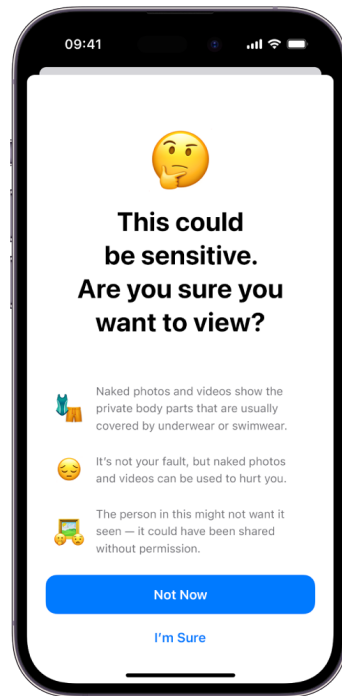 09:41
This could
be sensitive.
Are you sure you
want to view?
Naked photos and videos show the
private body parts that are usually
covered by underwear or swimwear.
It's not your fault, but naked photos
and videos can be used to hurt you.
The person in this might not want it
seen — it could have been shared
without permission.
Not Now
I'm Sure